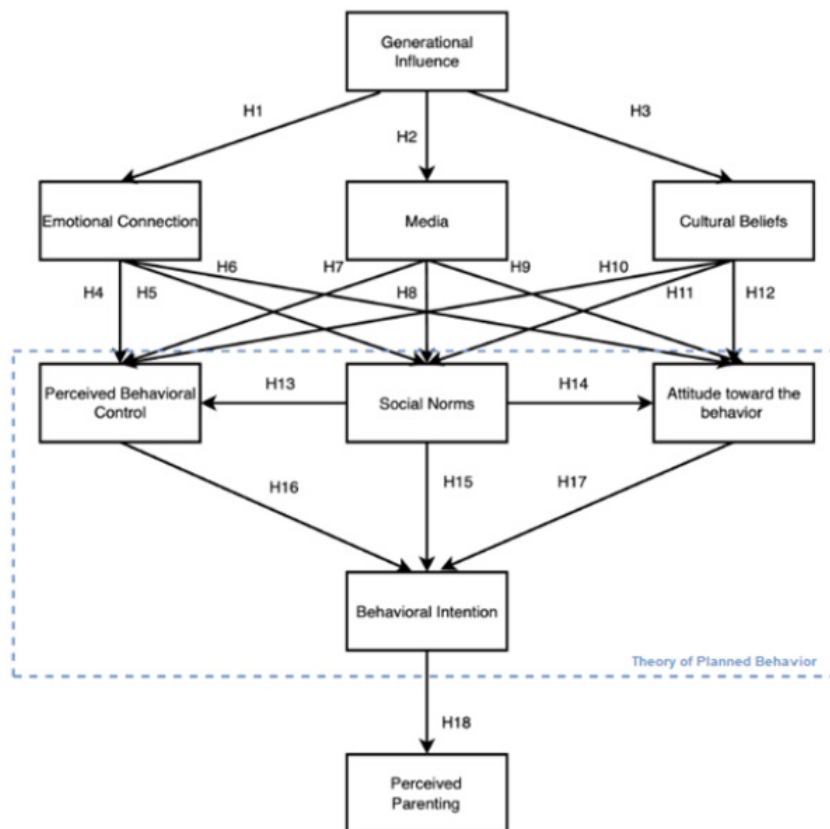 Generational
Influence
H1
H2
H3
Emotional Connection
Media
Cultural Beliefs
H4
H5
H6
H7
H8
H9
H10
H11
H12
Perceived Behavioral
Control
H13
Social Norms
H14
Attitude toward the
behavior
H16
H15
H17
Behavioral Intention
Theory of Planned Behavior
H18
Perceived
Parenting